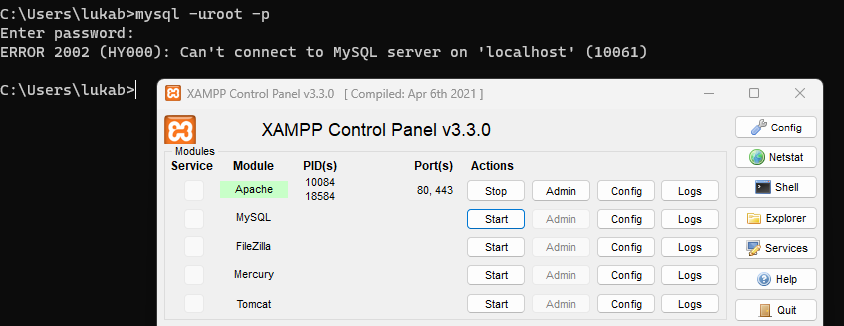 C:\Users\lukab>mysql -uroot -p
Enter password:
ERROR 2002 (HY000): Can't connect to MySQL server on 'localhost' (10061)
C:\Users\lukab>
XAMPP Control Panel v3.3.0 [ Compiled: Apr 6th 2021 ]
XAMPP Control Panel v3.3.0
Config
Modules
Service Module PID(s) Port(s) Actions
Netstat
Apache 10084 18584 80, 443 Stop Admin Config Logs
Shell
MySQL Start Admin Config Logs
Explorer
FileZilla Start Admin Config Logs
Services
Mercury Start Admin Config Logs
Help
Tomcat Start Admin Config Logs
Quit